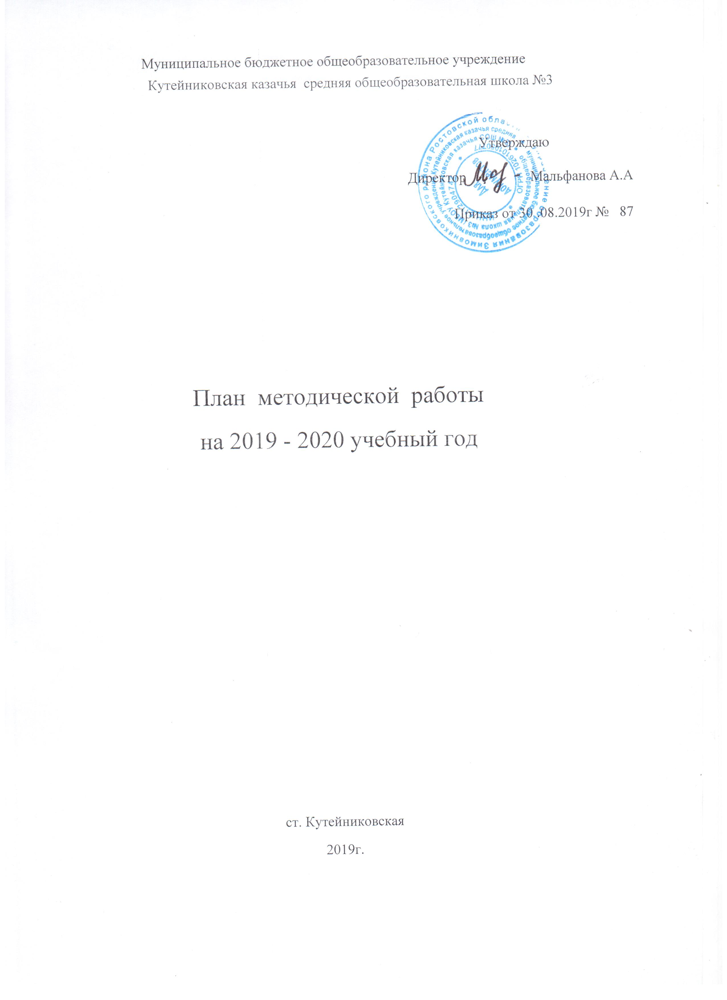 Муниципальное бюджетное общеобразовательное учреждение
Кутейниковская казачья средняя общеобразовательная школа №3
Утверждаю
Директор - Мальфанова А.А
Приказ от 30 .08.2019г № 87
План методической работы
на 2019 - 2020 учебный год
ст. Кутейниковская
2019г.